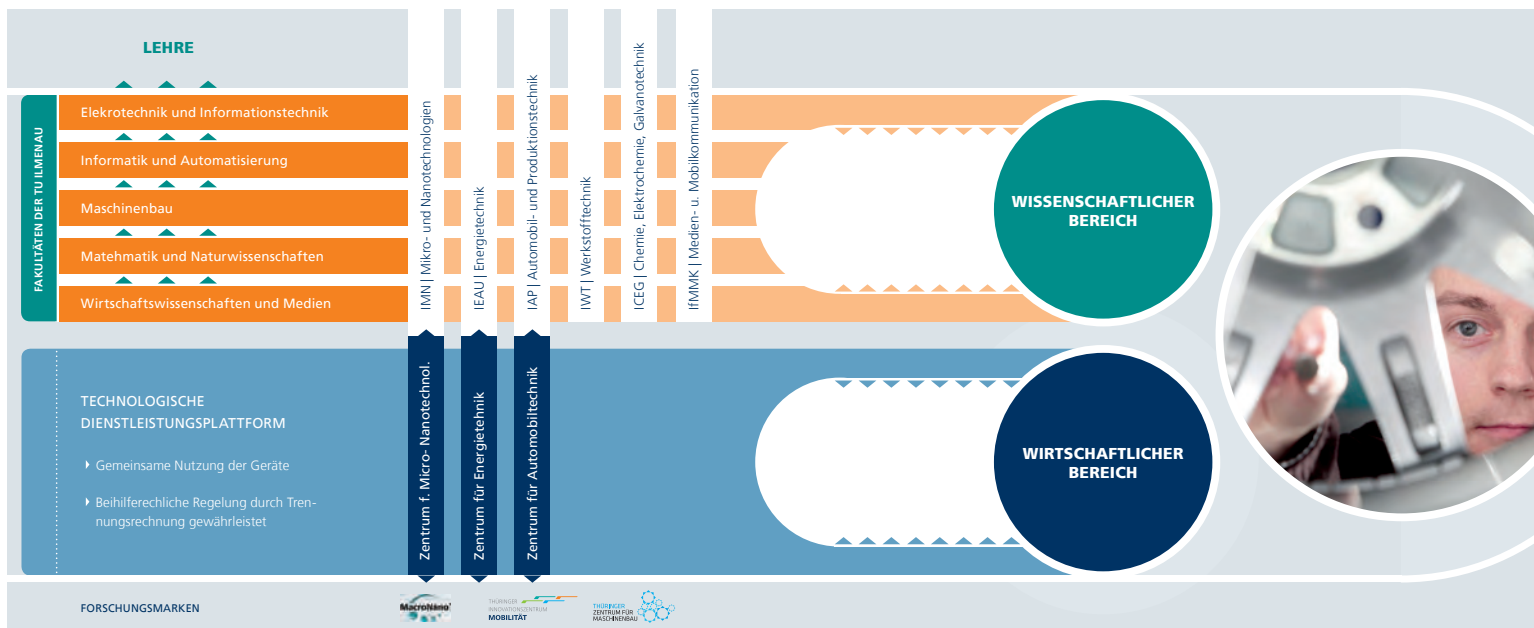 LEHRE
FAKULTÄTEN DER TU ILMENAU
Elekrotechnik und Informationstechnik
Informatik und Automatisierung
Maschinenbau
Matehmatik und Naturwissenschaften
Wirtschaftswissenschaften und Medien
IMN | Mikro- und Nanotechnologien
IEAU | Energietechnik
IAP | Automobil- und Produktionstechnik
IWT | Werkstofftechnik
ICEG | Chemie, Elektrochemie, Galvanotechnik
IfMMK | Medien- u. Mobilkommunikation
WISSENSCHAFTLICHER
BEREICH
TECHNOLOGISCHE
DIENSTLEISTUNGSPLATTFORM
Gemeinsame Nutzung der Geräte
Beihilferechliche Regelung durch Tren-
nungsrechnung gewährleistet
Zentrum f. Micro- Nanotechnol.
Zentrum für Energietehnik
Zentrum für Automobiltechnik
WIRTSCHAFTLICHER
BEREICH
FORSCHUNGSMARKEN
MacroNano
THÜRINGER
INNOVATIONSZENTRUM
MOBILITÄT
THÜRINGER
ZENTRUM FÜR
MASCHINENBAU